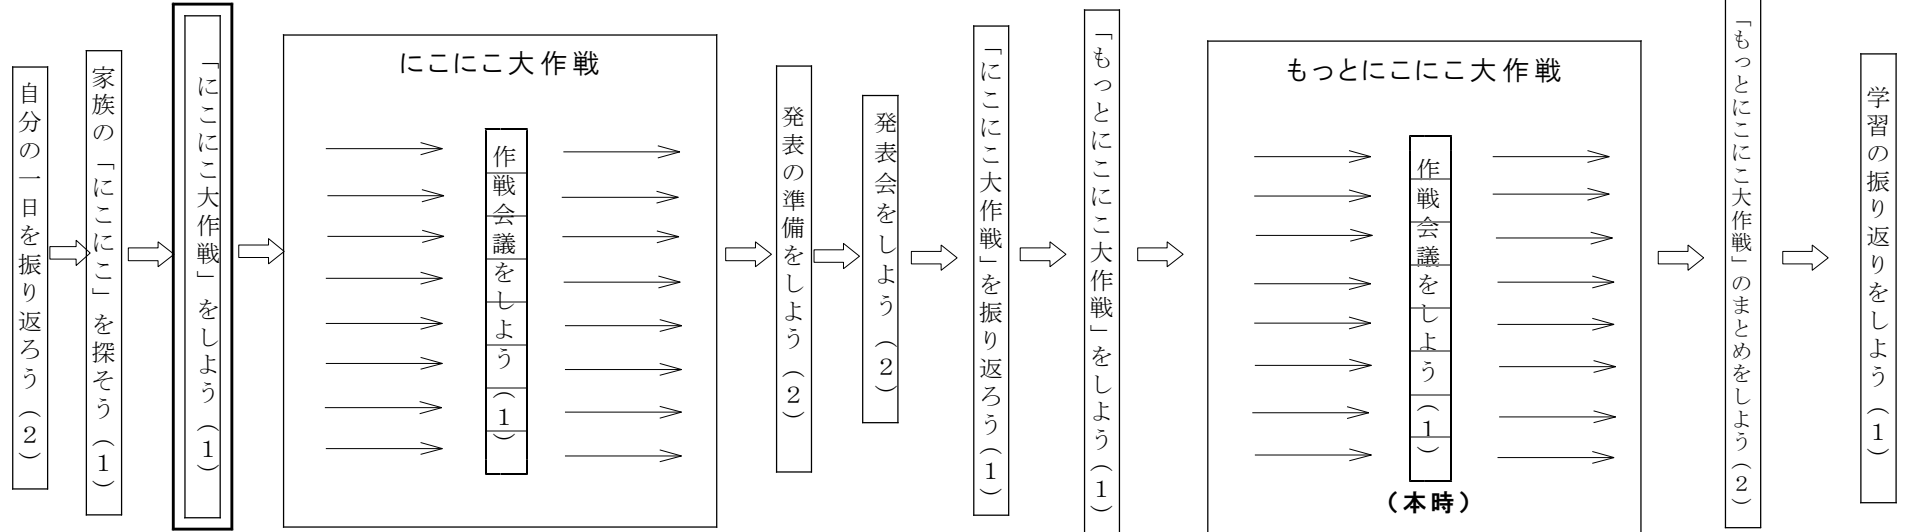 自分の一日を振り返ろう（２）
家族の「にこにこ」を探そう（１）
「にこにこ大作戦」をしよう（１）
にこにこ大作戦
作戦会議をしよう（１）
発表の準備をしよう（２）
発表会をしよう（２）
「にこにこ大作戦」を振り返ろう（１）
「もっとにこにこ大作戦」をしよう（１）
もっとにこにこ大作戦
作戦会議をしよう（１）
（本時）
「もっとにこにこ大作戦」のまとめをしよう（２）
学習の振り返りをしよう（１）